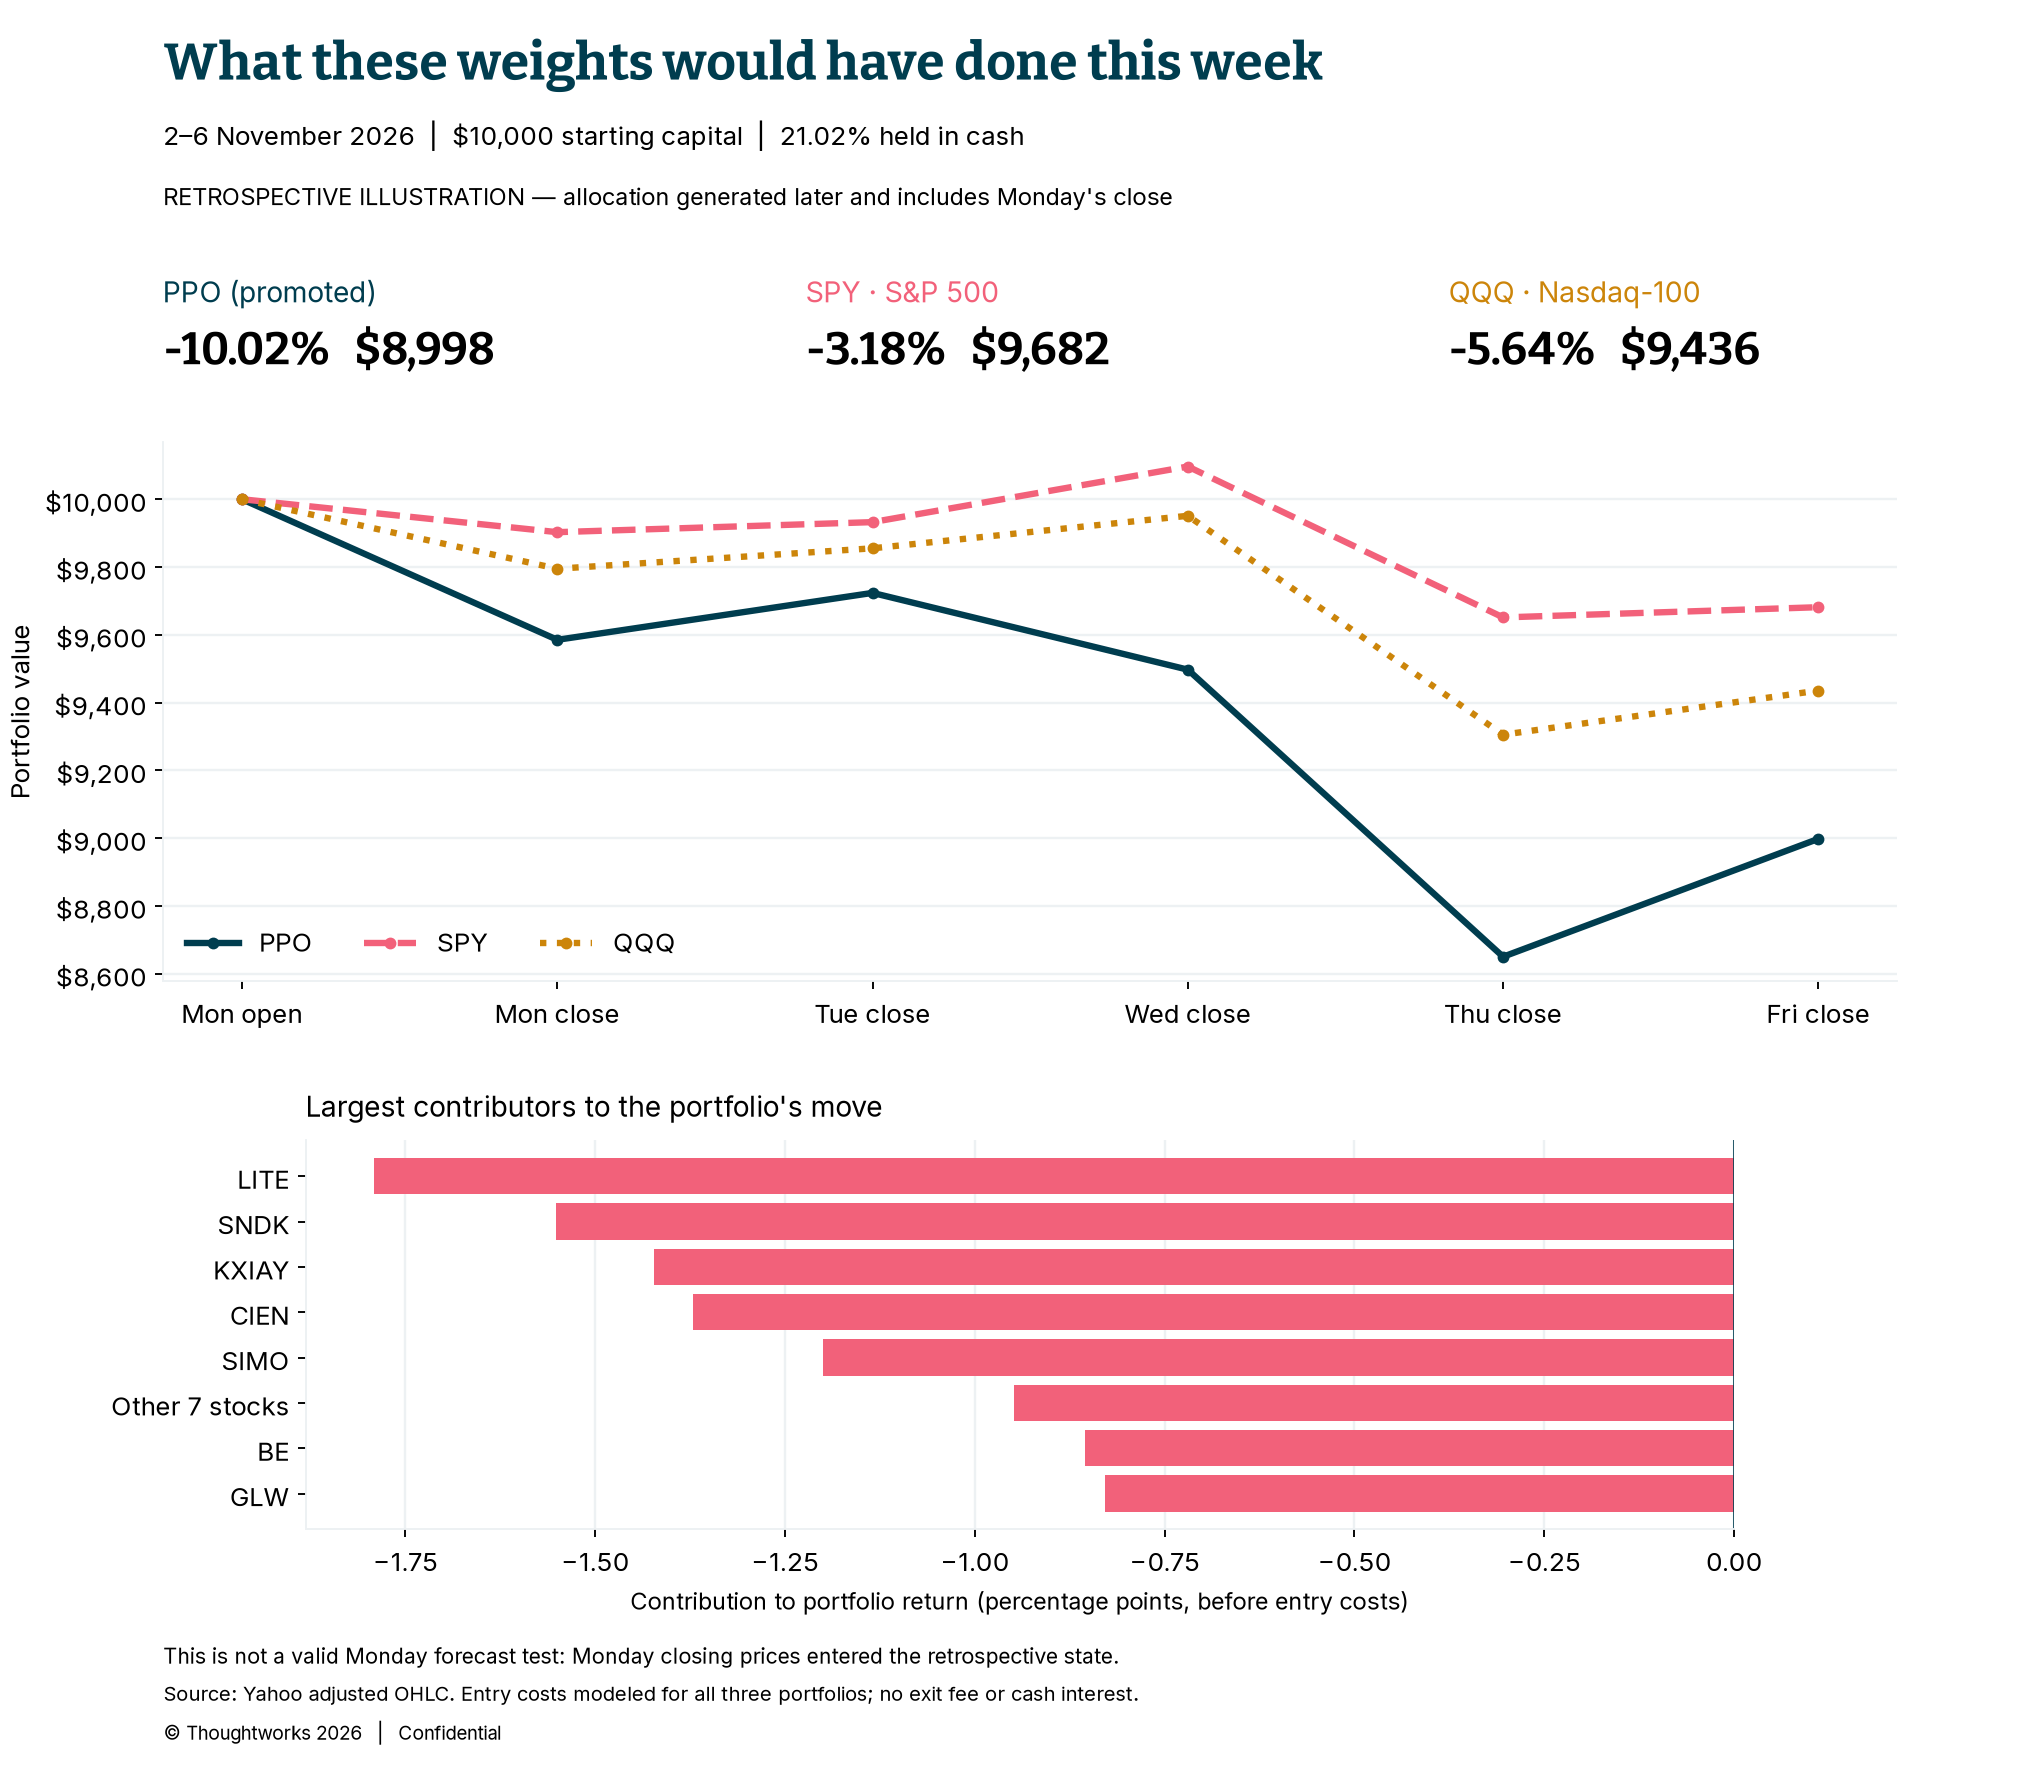 What these weights would have done this week
2–6 November 2026 | $10,000 starting capital | 21.02% held in cash
RETROSPECTIVE ILLUSTRATION — allocation generated later and includes Monday's close
PPO (promoted)
-10.02% $8,998
SPY · S&P 500
-3.18% $9,682
QQQ · Nasdaq-100
-5.64% $9,436
Portfolio value
$10,000
$9,800
$9,600
$9,400
$9,200
$9,000
$8,800
$8,600
PPO SPY QQQ
Mon open Mon close Tue close Wed close Thu close Fri close
Largest contributors to the portfolio's move
LITE
SNDK
KXIAY
CIEN
SIMO
Other 7 stocks
BE
GLW
−1.75 −1.50 −1.25 −1.00 −0.75 −0.50 −0.25 0.00
Contribution to portfolio return (percentage points, before entry costs)
This is not a valid Monday forecast test: Monday closing prices entered the retrospective state.
Source: Yahoo adjusted OHLC. Entry costs modeled for all three portfolios; no exit fee or cash interest.
© Thoughtworks 2026 | Confidential